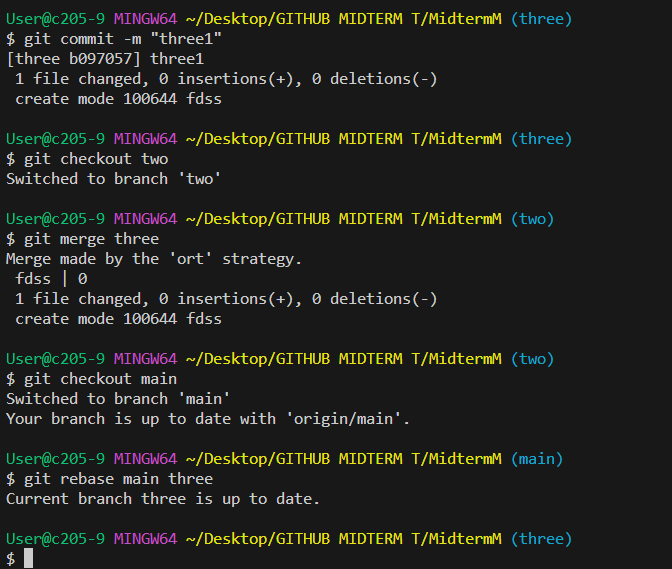 User@c205-9 MINGW64 ~/Desktop/GITHUB MIDTERM T/MidtermM (three)
$ git commit -m "three1"
[three b097057] three1
 1 file changed, 0 insertions(+), 0 deletions(-)
 create mode 100644 fdss

User@c205-9 MINGW64 ~/Desktop/GITHUB MIDTERM T/MidtermM (three)
$ git checkout two
Switched to branch 'two'

User@c205-9 MINGW64 ~/Desktop/GITHUB MIDTERM T/MidtermM (two)
$ git merge three
Merge made by the 'ort' strategy.
 fdss | 0
 1 file changed, 0 insertions(+), 0 deletions(-)
 create mode 100644 fdss

User@c205-9 MINGW64 ~/Desktop/GITHUB MIDTERM T/MidtermM (two)
$ git checkout main
Switched to branch 'main'
Your branch is up to date with 'origin/main'.

User@c205-9 MINGW64 ~/Desktop/GITHUB MIDTERM T/MidtermM (main)
$ git rebase main three
Current branch three is up to date.

User@c205-9 MINGW64 ~/Desktop/GITHUB MIDTERM T/MidtermM (three)
$